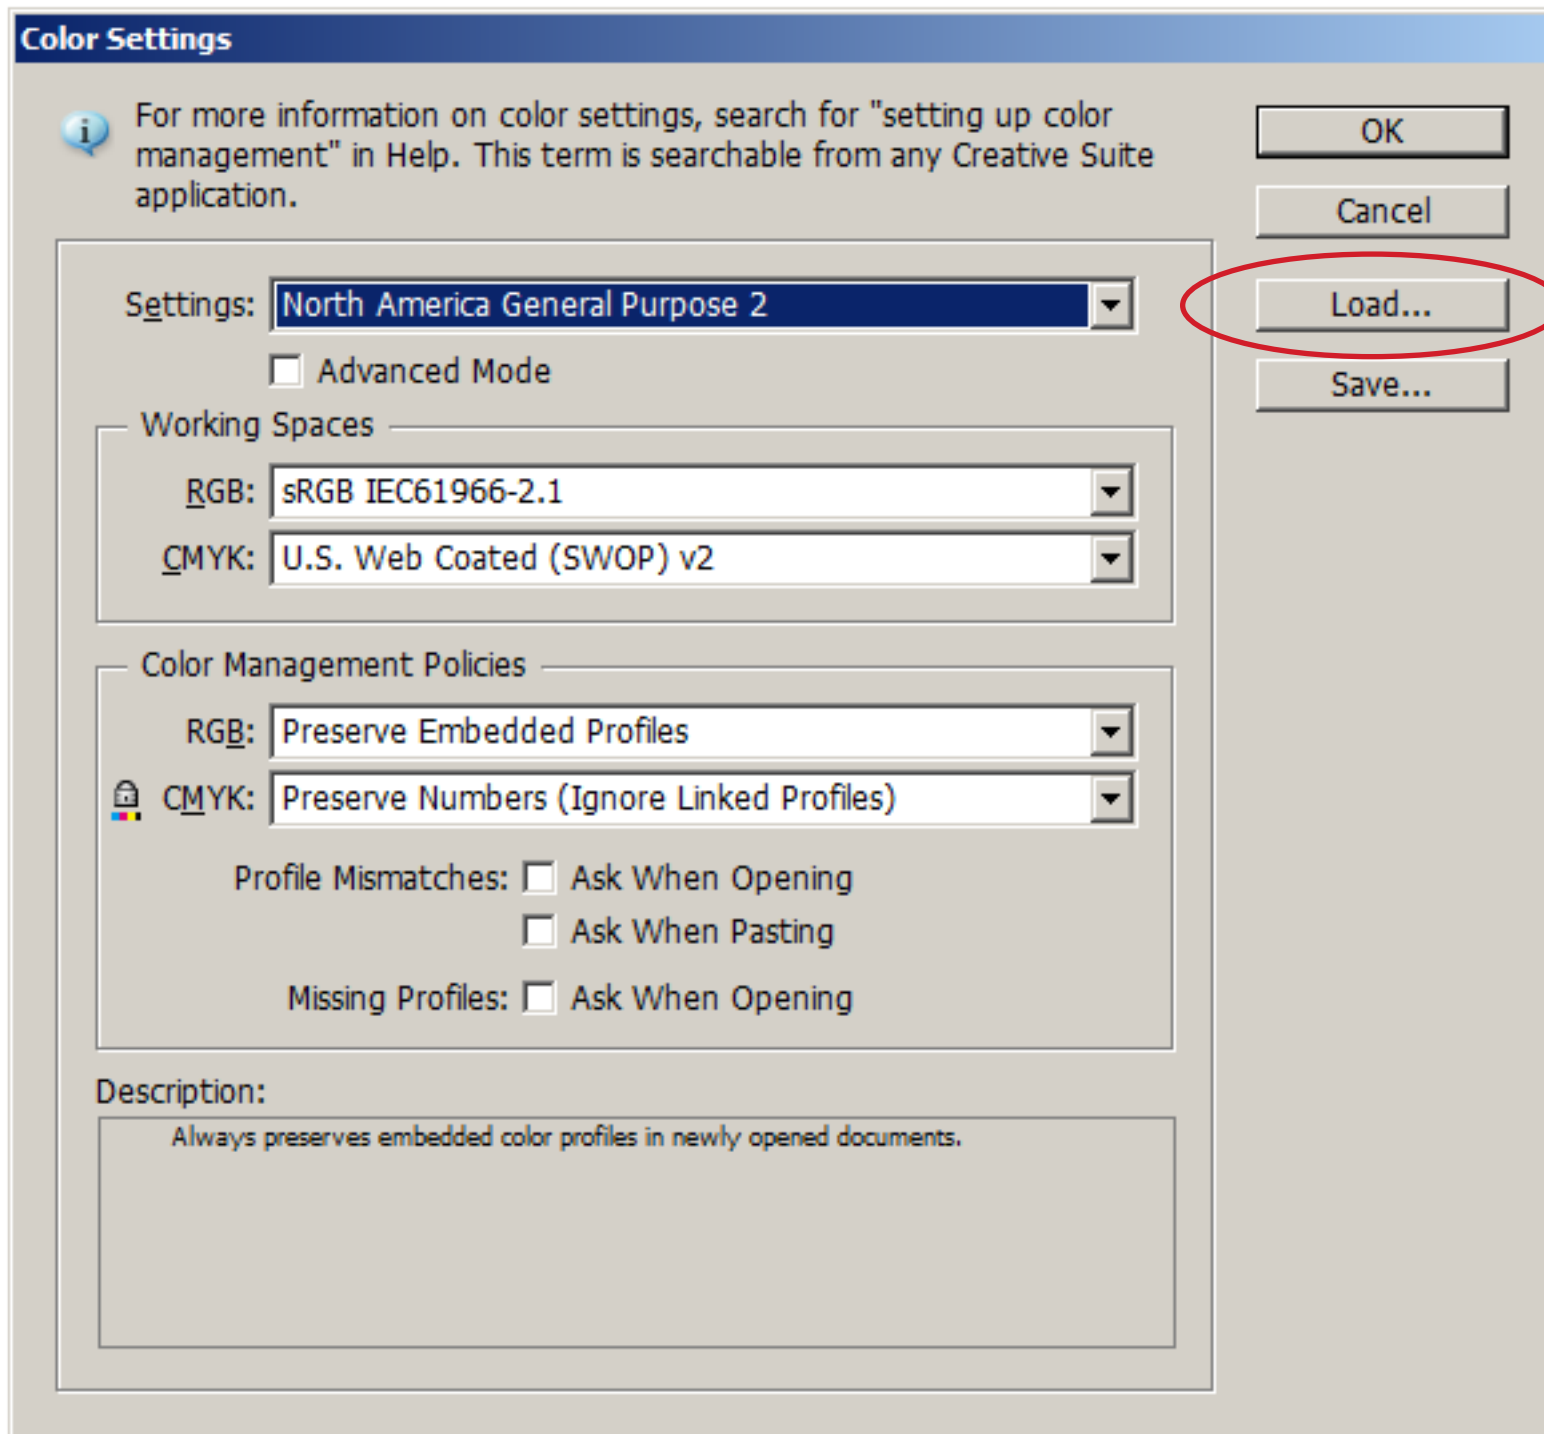 Color Settings
For more information on color settings, search for "setting up color
management" in Help. This term is searchable from any Creative Suite
application.
OK
Cancel
Load...
Save...
Settings: North America General Purpose 2
Advanced Mode
Working Spaces
RGB: sRGB IEC61966-2.1
CMYK: U.S. Web Coated (SWOP) v2
Color Management Policies
RGB: Preserve Embedded Profiles
CMYK: Preserve Numbers (Ignore Linked Profiles)
Profile Mismatches: Ask When Opening
Ask When Pasting
Missing Profiles: Ask When Opening
Description:
Always preserves embedded color profiles in newly opened documents.